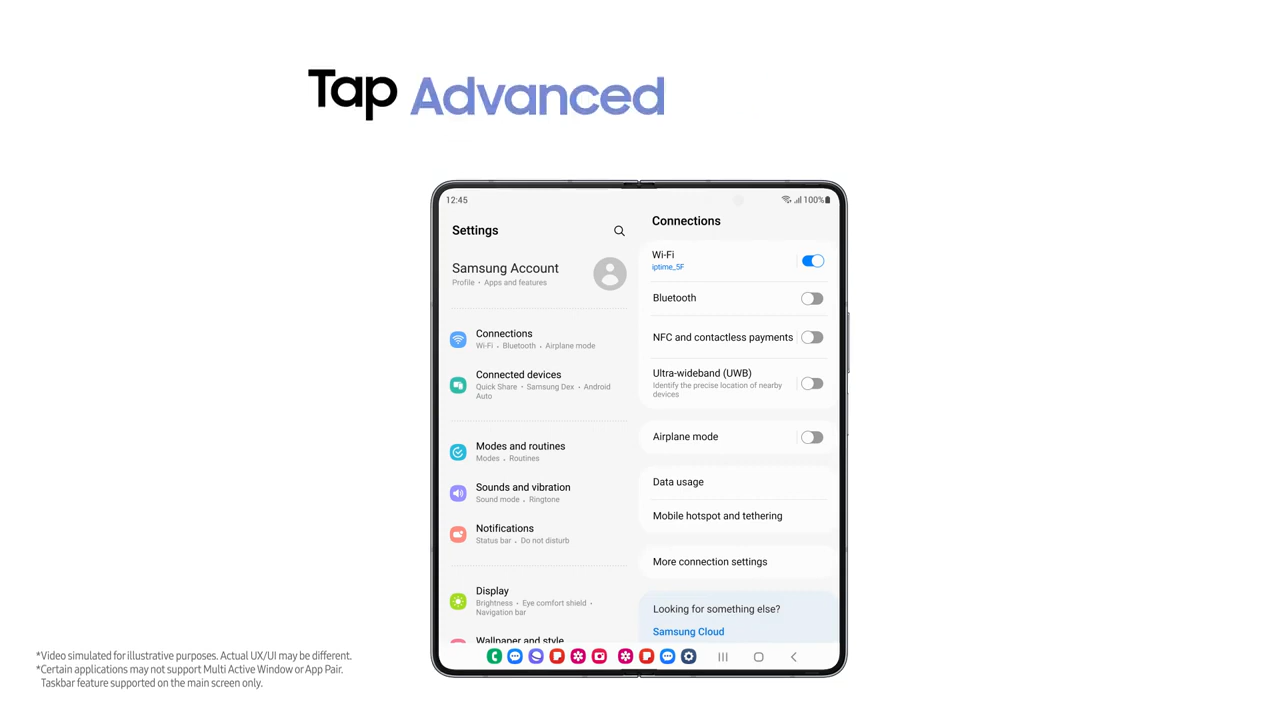 Tap Advanced
12:45
100%
Settings
Samsung Account
Profile • Apps and features
Connections
Wi-Fi • Bluetooth • Airplane mode
Connected devices
Quick Share • Samsung Dex • Android
Auto
Modes and routines
Modes • Routines
Sounds and vibration
Sound mode • Ringtone
Notifications
Status bar • Do not disturb
Display
Brightness • Eye comfort shield •
Navigation bar
Wallpaper and style
Connections
Wi-Fi
iptime_5F
Bluetooth
NFC and contactless payments
Ultra-wideband (UWB)
Identify the precise location of nearby
devices
Airplane mode
Data usage
Mobile hotspot and tethering
More connection settings
Looking for something else?
Samsung Cloud
*Video simulated for illustrative purposes. Actual UX/UI may be different.
*Certain applications may not support Multi Active Window or App Pair.
Taskbar feature supported on the main screen only.